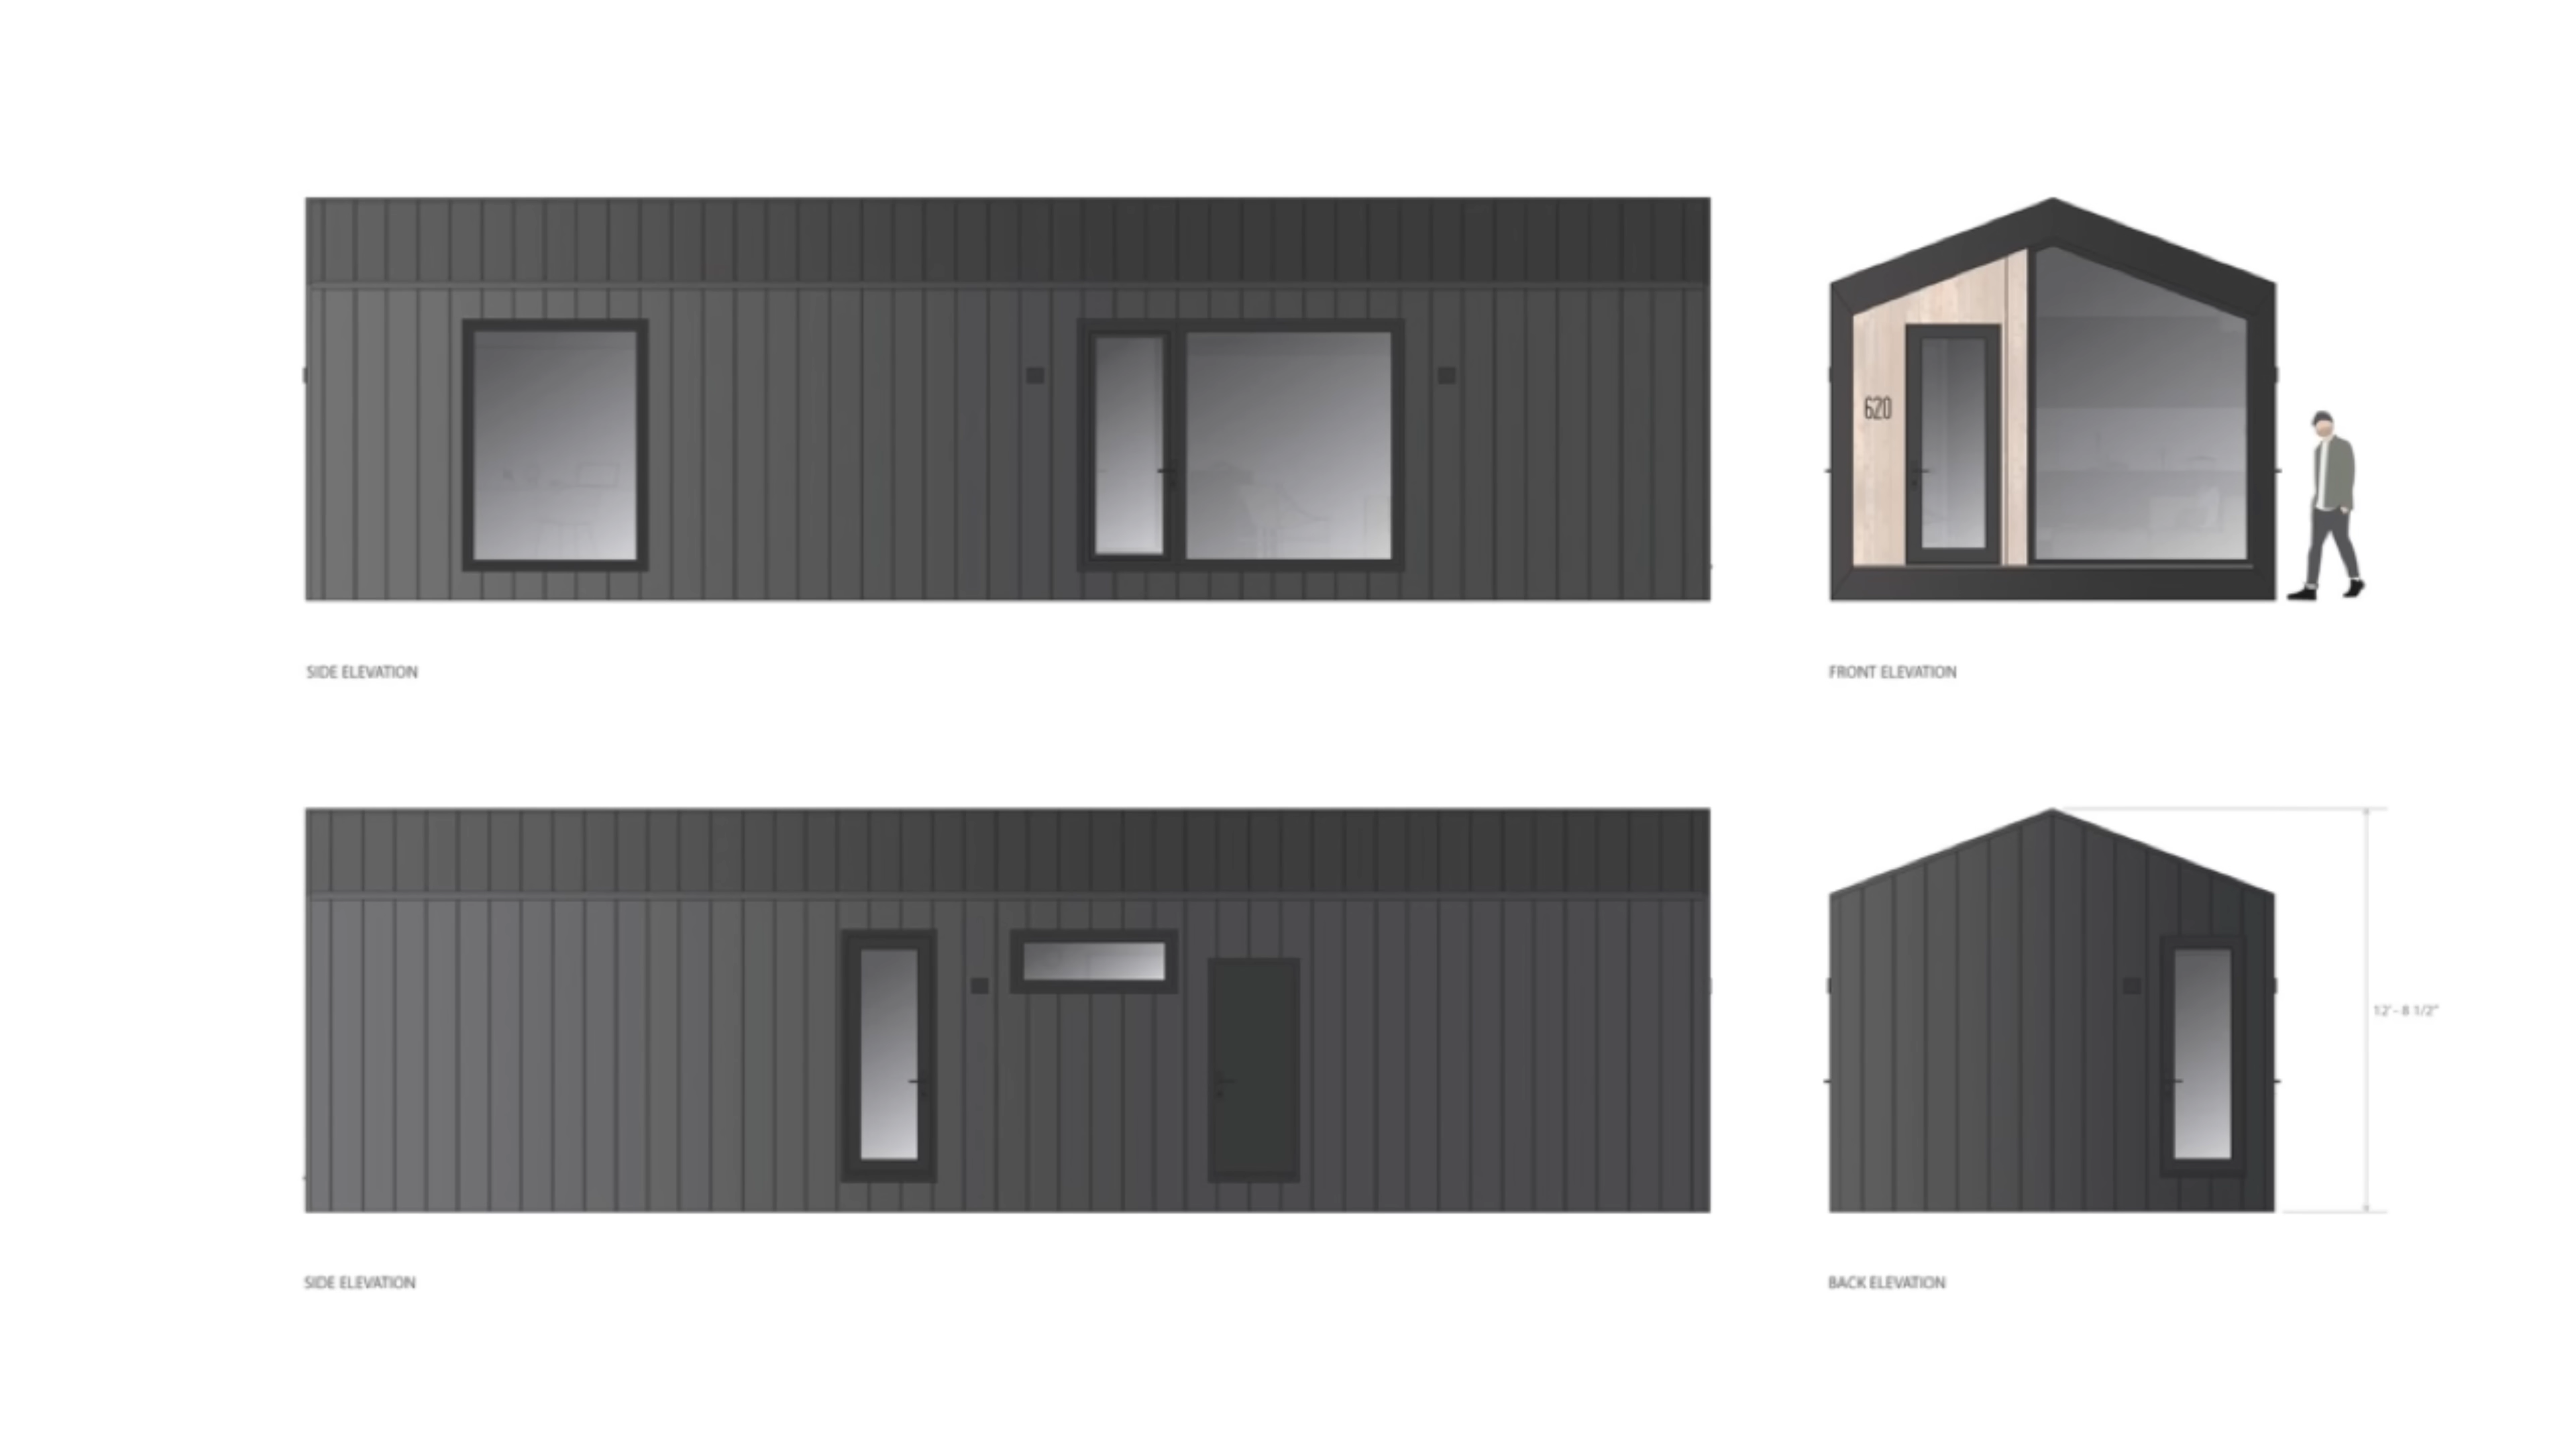 620
SIDE ELEVATION
FRONT ELEVATION
12'- 8 1/2"
SIDE ELEVATION
BACK ELEVATION